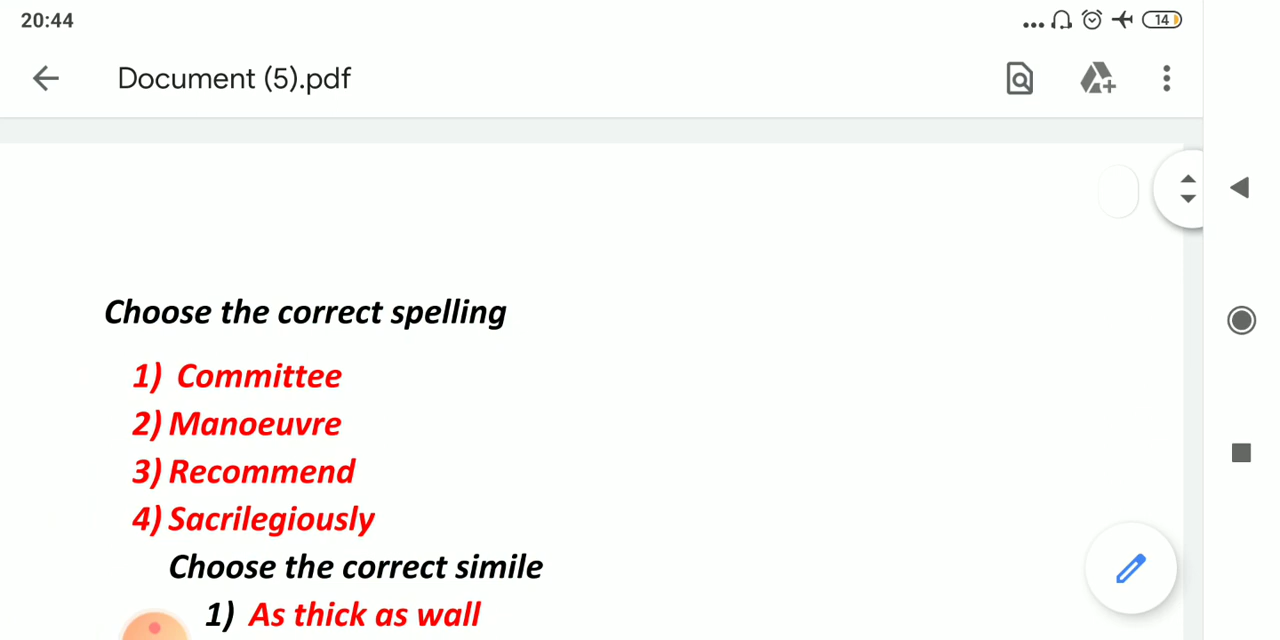 20:44
14
Document (5).pdf
Choose the correct spelling
1) Committee
2) Manoeuvre
3) Recommend
4) Sacrilegiously
Choose the correct simile
1) As thick as wall